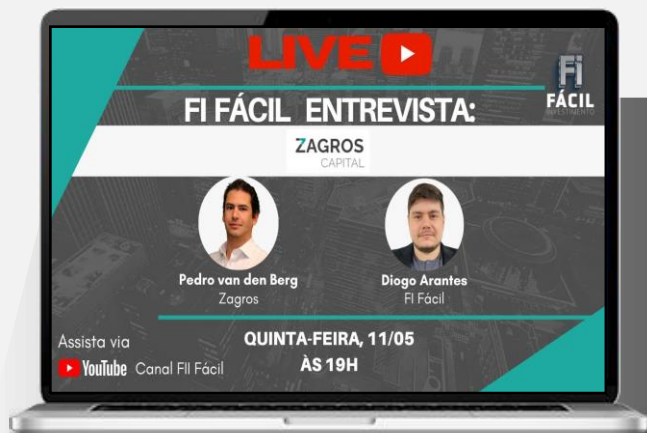 LIVE
Fi
FÁCIL
INVESTIMENTO
FI FÁCIL ENTREVISTA:
ZAGROS
CAPITAL
Pedro van den Berg
Zagros
Diogo Arantes
FI Fácil
Assista via
YouTube Canal FII Fácil
QUINTA-FEIRA, 11/05
ÀS 19H